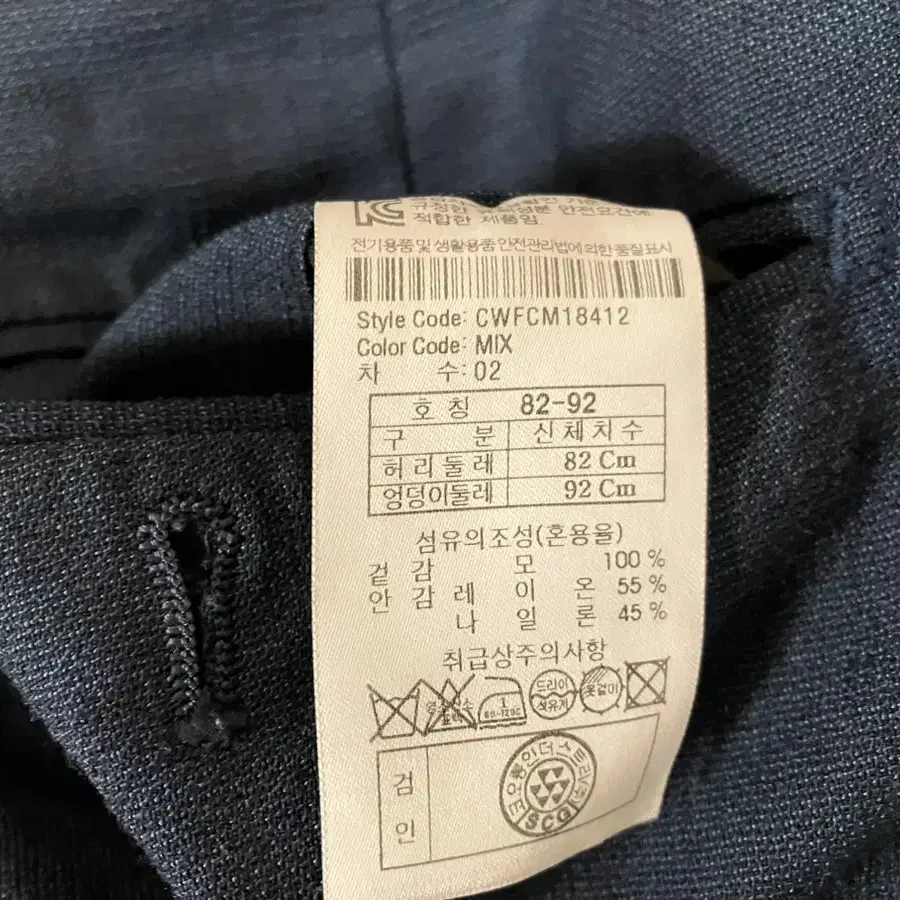 적합한 제품임.
전기용품 및 생활용품 안전관리법에 의한 품질표시
Style Code: CWFCM18412
Color Code: MIX
차 수: 02
호칭 82-92
구 분 신체치수
허리둘레 82 Cm
엉덩이둘레 92 Cm
섬유의조성(혼용율)
겉감 모 100 %
안감 레이온 55 %
나일론 45 %
취급상주의사항
드라이
석유계
옷걸이
검
인
SCGI